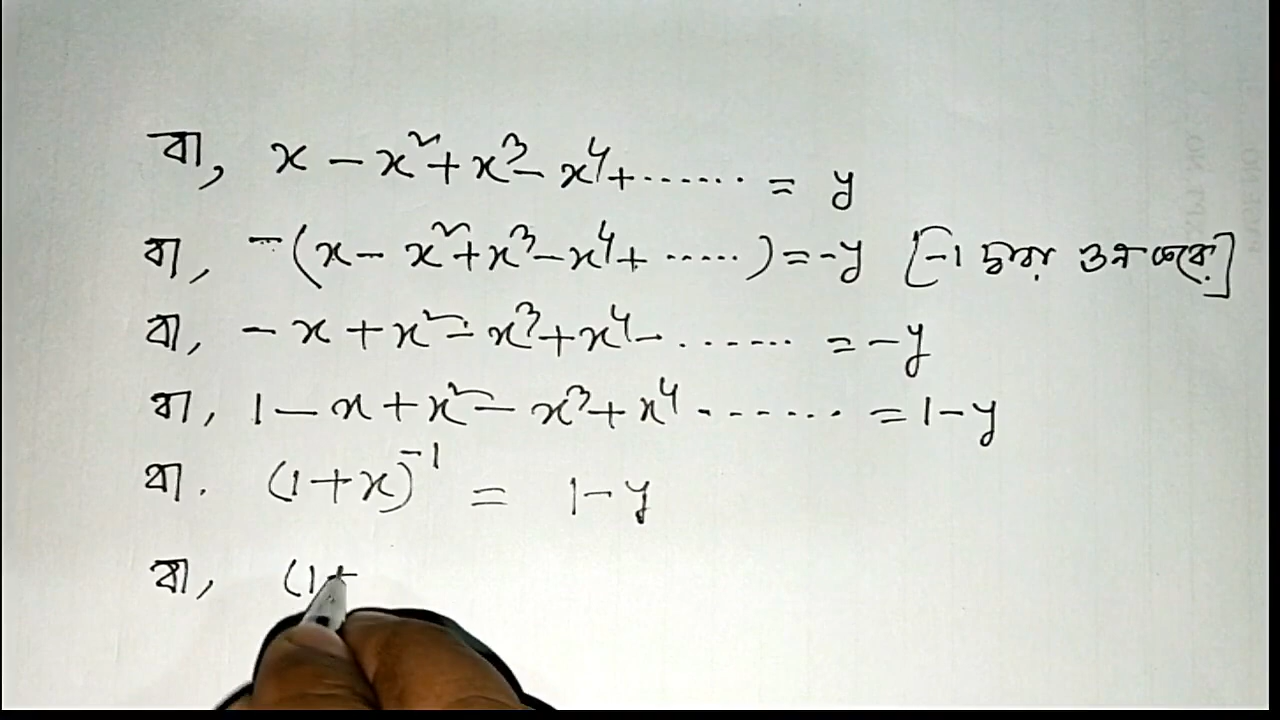 বা, x − x² + x³ − x⁴ + ...... = y
বা, −(x − x² + x³ − x⁴ + .....) = −y [−1 দ্বারা গুন করে]
বা, − x + x² − x³ + x⁴ − ....... = −y
বা, 1 − x + x² − x³ + x⁴ ------- = 1 − y
বা. (1+x)⁻¹ = 1 − y
বা, (1+